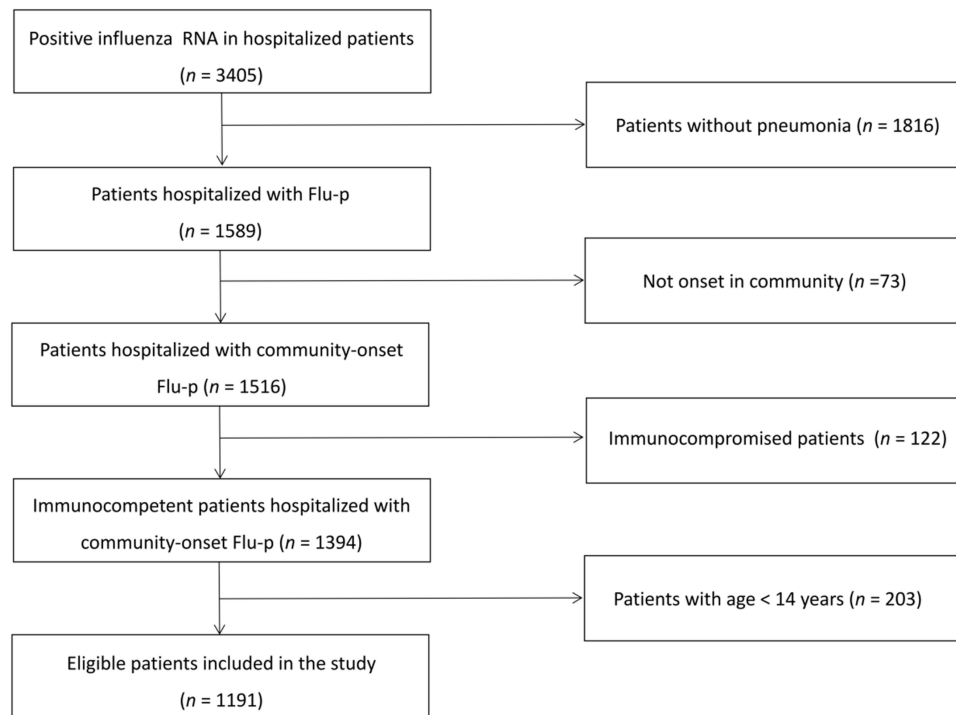 Positive influenza RNA in hospitalized patients
(n = 3405)
Patients without pneumonia (n = 1816)
Patients hospitalized with Flu-p
(n = 1589)
Not onset in community (n =73)
Patients hospitalized with community-onset
Flu-p (n = 1516)
Immunocompromised patients (n = 122)
Immunocompetent patients hospitalized with
community-onset Flu-p (n = 1394)
Patients with age < 14 years (n = 203)
Eligible patients included in the study
(n = 1191)